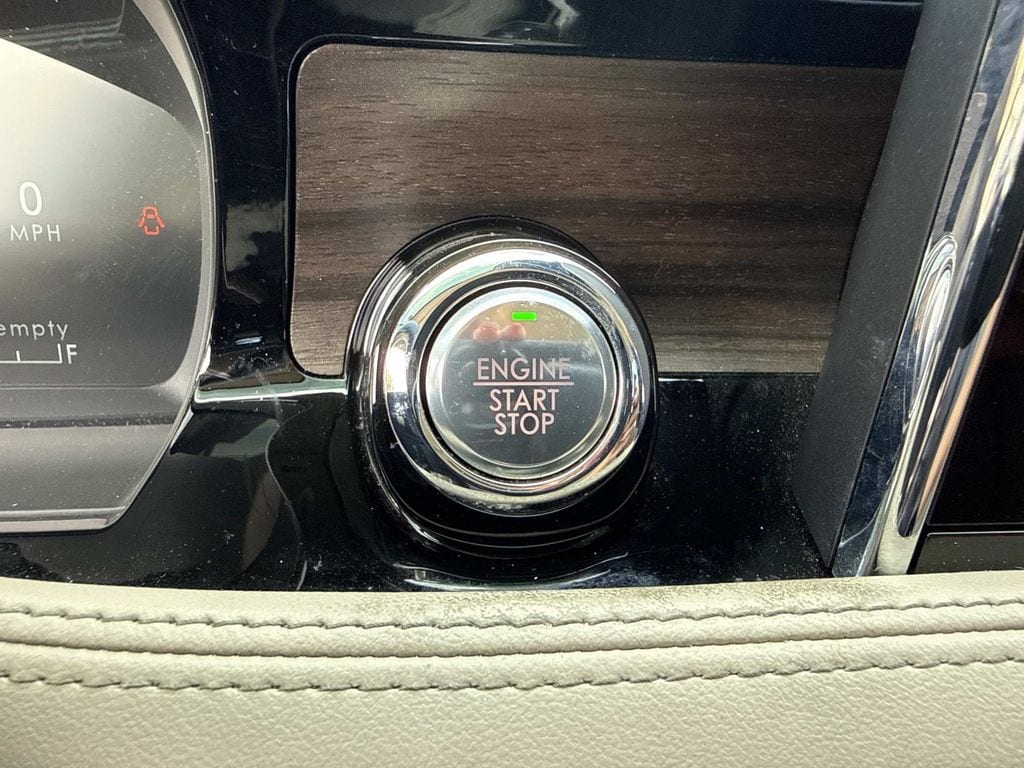 0
MPH
empty
F
ENGINE
START
STOP